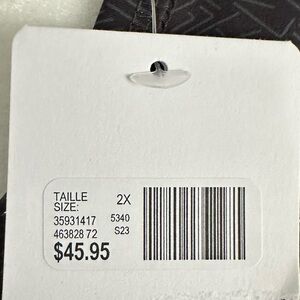 TAILLE
SIZE: 2X
35931417 5340
463828 72 S23
$45.95